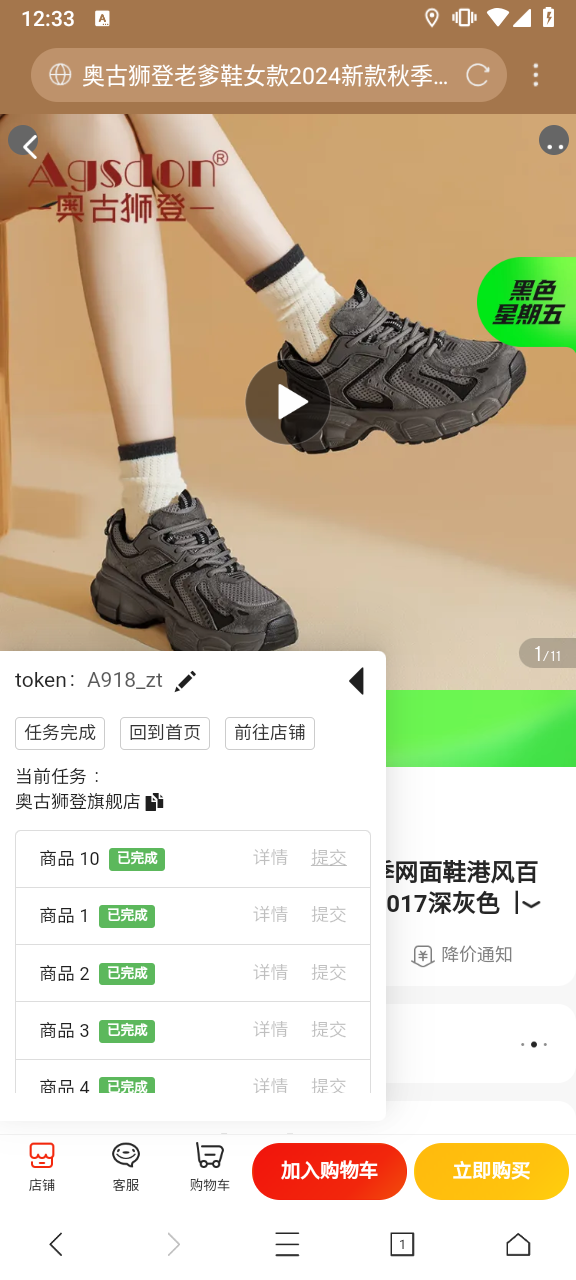 12:33
A
奥古狮登老爹鞋女款2024新款秋季...
Agsdon®
奥古狮登
黑色
星期五
1/11
token： A918_zt
任务完成 回到首页 前往店铺
当前任务：
奥古狮登旗舰店
商品 10 已完成 详情 提交
商品 1 已完成 详情 提交
商品 2 已完成 详情 提交
商品 3 已完成 详情 提交
商品 4 已完成 详情 提交
季网面鞋港风百
017深灰色
降价通知
店铺 客服 购物车 加入购物车 立即购买
1